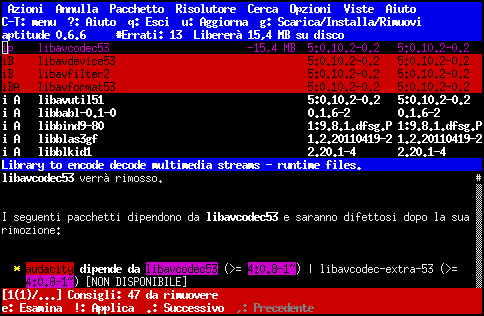 Azioni  Annulla  Pacchetto  Risolutore  Cerca  Opzioni  Viste  Aiuto
C-T: menu  ?: Aiuto  q: Esci  u: Aggiorna  g: Scarica/Installa/Rimuovi
aptitude 0.6.6     #Errati: 13  Libererà 15,4 MB su disco
ip     libavcodec53     -15,4 MB  5:0.10.2-0.2   5:0.10.2-0.2
iB     libavdevice53     5:0.10.2-0.2   5:0.10.2-0.2
iB     libavfilter2     5:0.10.2-0.2   5:0.10.2-0.2
iBA    libavformat53     5:0.10.2-0.2   5:0.10.2-0.2
i A    libavutil51     5:0.10.2-0.2   5:0.10.2-0.2
i A    libbabl-0.1-0     0.1.6-2        0.1.6-2
i A    libbind9-80     1:9.8.1.dfsg.P 1:9.8.1.dfsg.P
i A    libblas3gf     1.2.20110419-2 1.2.20110419-2
i A    libblkid1     2.20.1-4       2.20.1-4
Library to encode decode multimedia streams - runtime files.
libavcodec53 verrà rimosso.     #
I seguenti pacchetti dipendono da libavcodec53 e saranno difettosi dopo la sua
rimozione:
* audacity dipende da libavcodec53 (>= 4:0.8-1~) | libavcodec-extra-53 (>=
4:0.8-1~) [NON DISPONIBILE]
[1(1)/...] Consigli: 47 da rimuovere
e: Esamina  !: Applica  .: Successivo  ,: Precedente